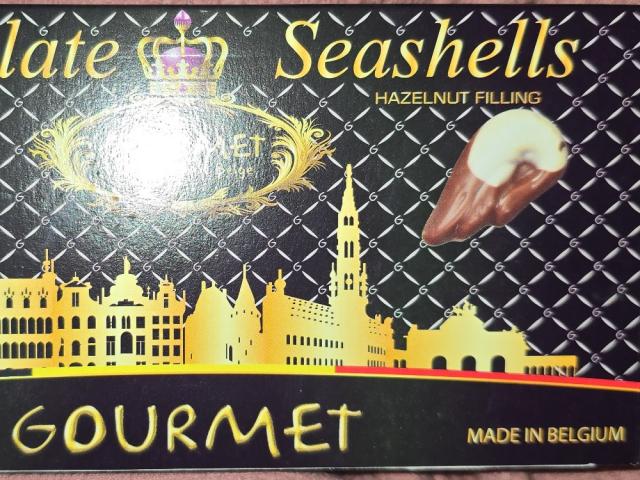 late Seashells
HAZELNUT FILLING
GOURMET
MADE IN BELGIUM